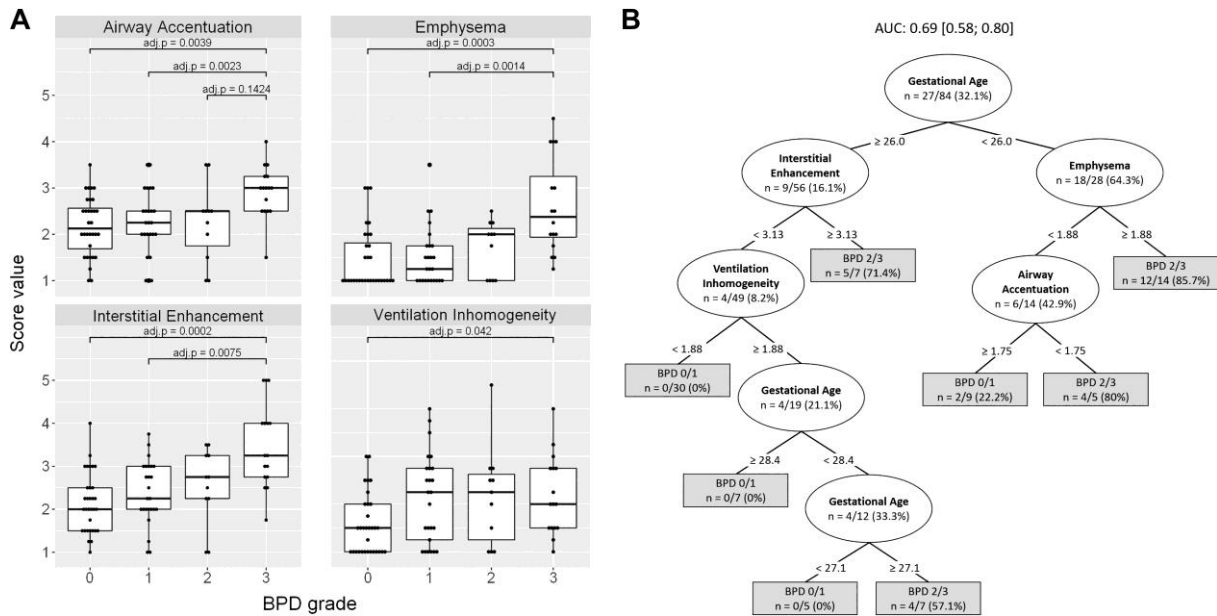 A
Airway Accentuation
adj.p = 0.0039
adj.p = 0.0023
adj.p = 0.1424
Emphysema
adj.p = 0.0003
adj.p = 0.0014
5
4
3
2
1
Interstitial Enhancement
adj.p = 0.0002
adj.p = 0.0075
Ventilation Inhomogeneity
adj.p = 0.042
5
4
3
2
1
Score value
0 1 2 3
0 1 2 3
BPD grade
B
AUC: 0.69 [0.58; 0.80]
Gestational Age
n = 27/84 (32.1%)
≥ 26.0
< 26.0
Interstitial
Enhancement
n = 9/56 (16.1%)
Emphysema
n = 18/28 (64.3%)
< 3.13
≥ 3.13
< 1.88
≥ 1.88
Ventilation
Inhomogeneity
n = 4/49 (8.2%)
BPD 2/3
n = 5/7 (71.4%)
Airway
Accentuation
n = 6/14 (42.9%)
BPD 2/3
n = 12/14 (85.7%)
< 1.88
≥ 1.88
≥ 1.75
< 1.75
BPD 0/1
n = 0/30 (0%)
Gestational Age
n = 4/19 (21.1%)
BPD 0/1
n = 2/9 (22.2%)
BPD 2/3
n = 4/5 (80%)
≥ 28.4
< 28.4
BPD 0/1
n = 0/7 (0%)
Gestational Age
n = 4/12 (33.3%)
< 27.1
≥ 27.1
BPD 0/1
n = 0/5 (0%)
BPD 2/3
n = 4/7 (57.1%)